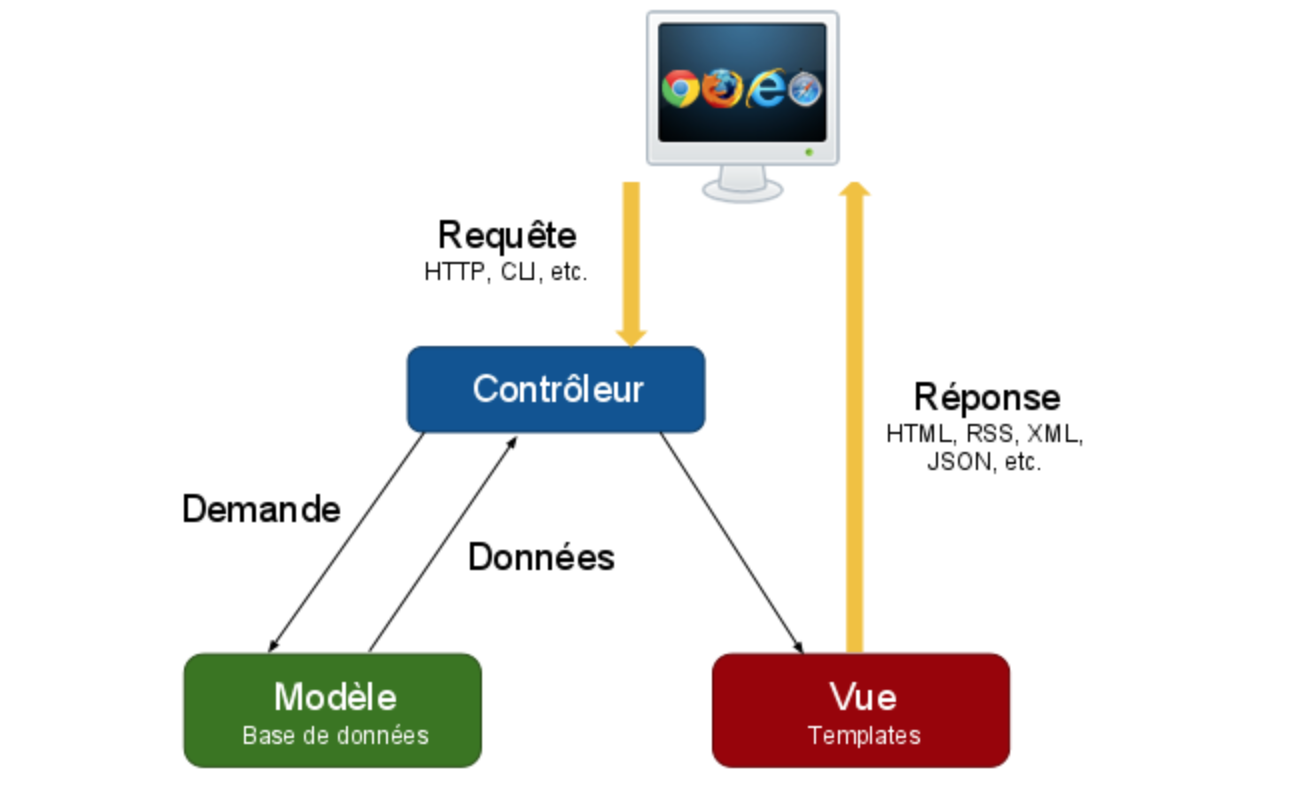 Requête
HTTP, CLI, etc.
Contrôleur
Réponse
HTML, RSS, XML,
JSON, etc.
Demande
Données
Modèle
Base de données
Vue
Templates